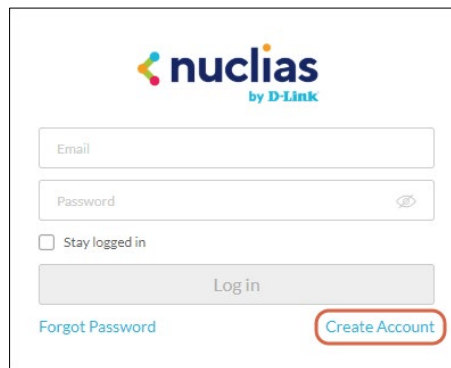 nuclias
by D-Link
Email
Password
Stay logged in
Log in
Forgot Password Create Account